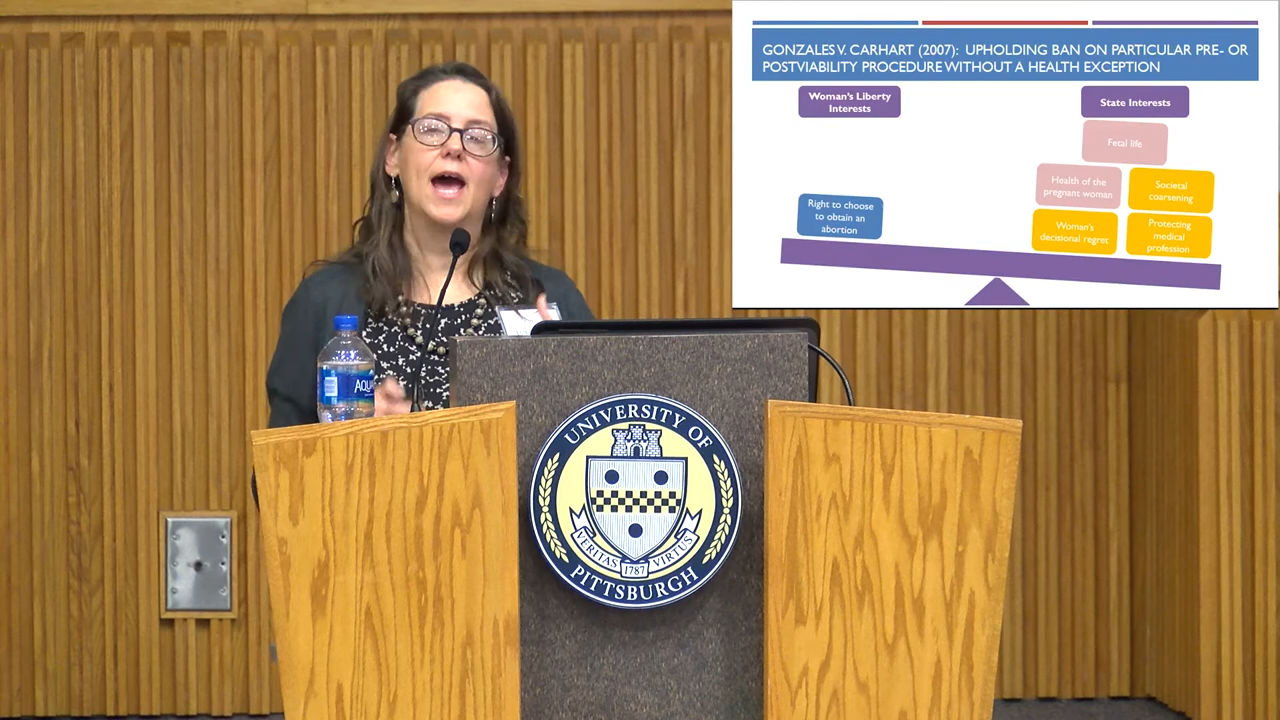 GONZALES V. CARHART (2007): UPHOLDING BAN ON PARTICULAR PRE- OR
POSTVIABILITY PROCEDURE WITHOUT A HEALTH EXCEPTION
Woman's Liberty
Interests
State Interests
Fetal life
Health of the
pregnant woman
Societal
coarsening
Right to choose
to obtain an
abortion
Woman's
decisional regret
Protecting
medical
profession
AQU
UNIVERSITY OF
PITTSBURGH
VERITAS
1787
VIRTUS